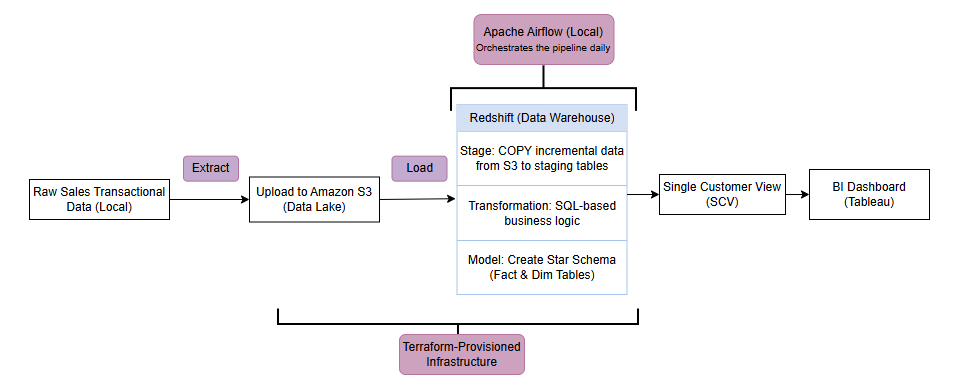 Apache Airflow (Local)
Orchestrates the pipeline daily
Redshift (Data Warehouse)
Stage: COPY incremental data
from S3 to staging tables
Extract
Load
Raw Sales Transactional
Data (Local)
Upload to Amazon S3
(Data Lake)
Transformation: SQL-based
business logic
Single Customer View
(SCV)
BI Dashboard
(Tableau)
Model: Create Star Schema
(Fact & Dim Tables)
Terraform-Provisioned
Infrastructure